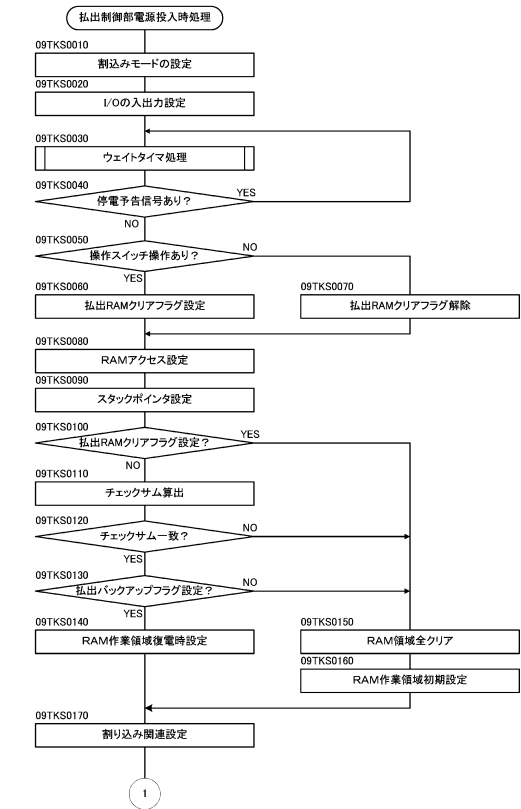 払出制御部電源投入時処理
09TKS0010
割込みモードの設定
09TKS0020
I/Oの入出力設定
09TKS0030
ウェイトタイマ処理
09TKS0040
停電予告信号あり？
YES
NO
09TKS0050
操作スイッチ操作あり？
NO
YES
09TKS0060
払出RAMクリアフラグ設定
09TKS0070
払出RAMクリアフラグ解除
09TKS0080
RAMアクセス設定
09TKS0090
スタックポインタ設定
09TKS0100
払出RAMクリアフラグ設定？
YES
NO
09TKS0110
チェックサム算出
09TKS0120
チェックサム一致？
NO
YES
09TKS0130
払出バックアップフラグ設定？
NO
YES
09TKS0140
RAM作業領域復電時設定
09TKS0150
RAM領域全クリア
09TKS0160
RAM作業領域初期設定
09TKS0170
割り込み関連設定
1